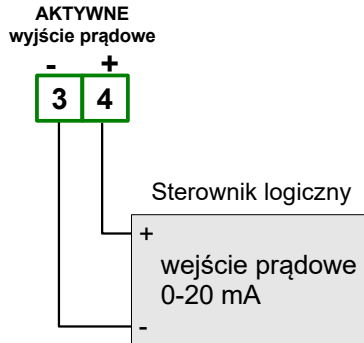 AKTYWNE
wyjście prądowe
- +
3 4
Sterownik logiczny
+
wejście prądowe
0-20 mA
-